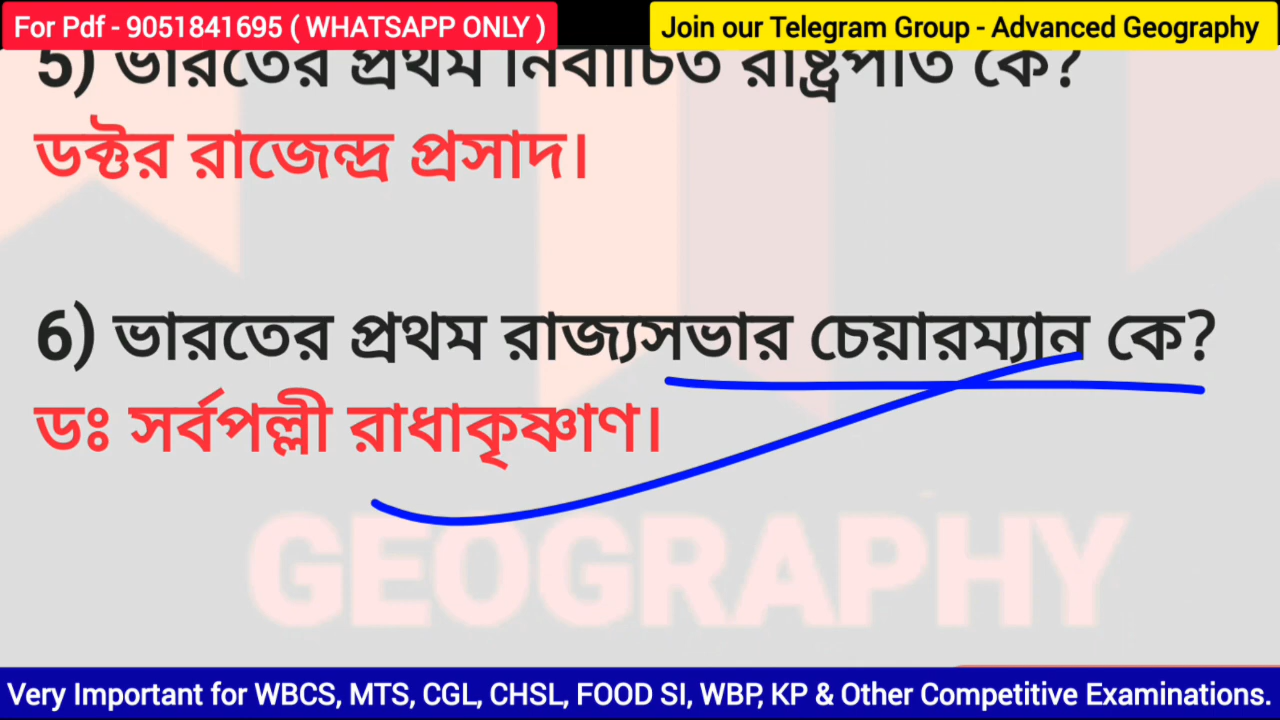 For Pdf - 9051841695 ( WHATSAPP ONLY )
Join our Telegram Group - Advanced Geography
5) ভারতের প্রথম নির্বাচিত রাষ্ট্রপতি কে?
ডক্টর রাজেন্দ্র প্রসাদ।
6) ভারতের প্রথম রাজ্যসভার চেয়ারম্যান কে?
ডঃ সর্বপল্লী রাধাকৃষ্ণাণ।
GEOGRAPHY
Very Important for WBCS, MTS, CGL, CHSL, FOOD SI, WBP, KP & Other Competitive Examinations.